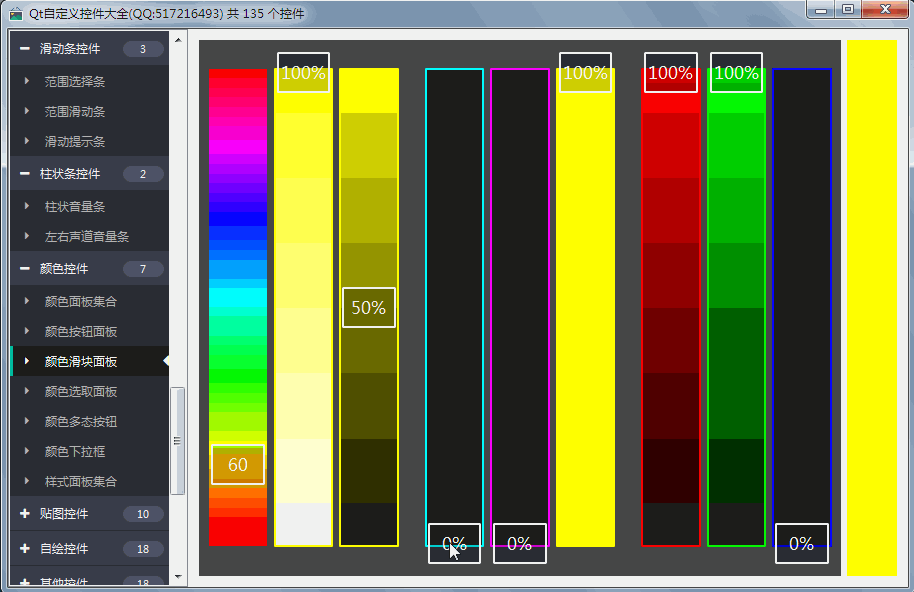 Qt自定义控件大全(QQ:517216493) 共 135 个控件
滑动条控件 3
范围选择条
范围滑动条
滑动提示条
柱状条控件 2
柱状音量条
左右声道音量条
颜色控件 7
颜色面板集合
颜色按钮面板
颜色滑块面板
颜色选取面板
颜色多态按钮
颜色下拉框
样式面板集合
贴图控件 10
自绘控件 18
其他控件 18
100% 100% 100% 100%
50%
60
0% 0% 0%